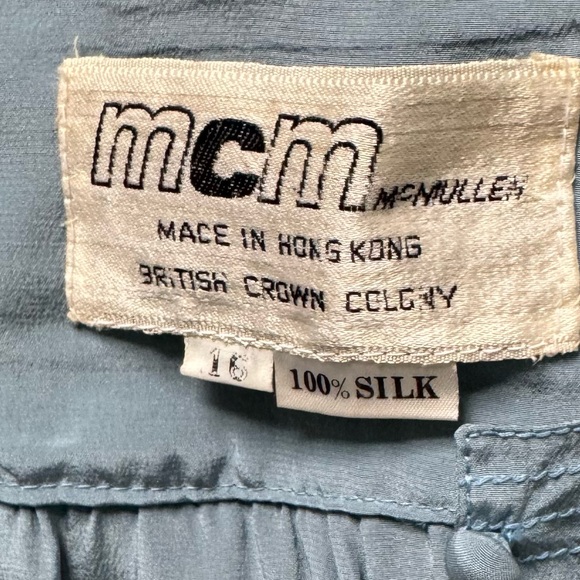 mcm McMULLEN
MADE IN HONG KONG
BRITISH CROWN COLONY
16
100% SILK